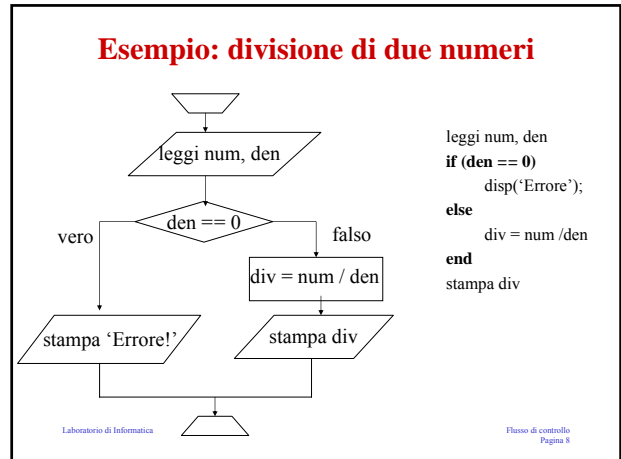 Esempio: divisione di due numeri
leggi num, den
den == 0
vero
falso
div = num / den
stampa ‘Errore!’
stampa div
leggi num, den
if (den == 0)
disp(‘Errore’);
else
div = num /den
end
stampa div
Laboratorio di Informatica
Flusso di controllo
Pagina 8